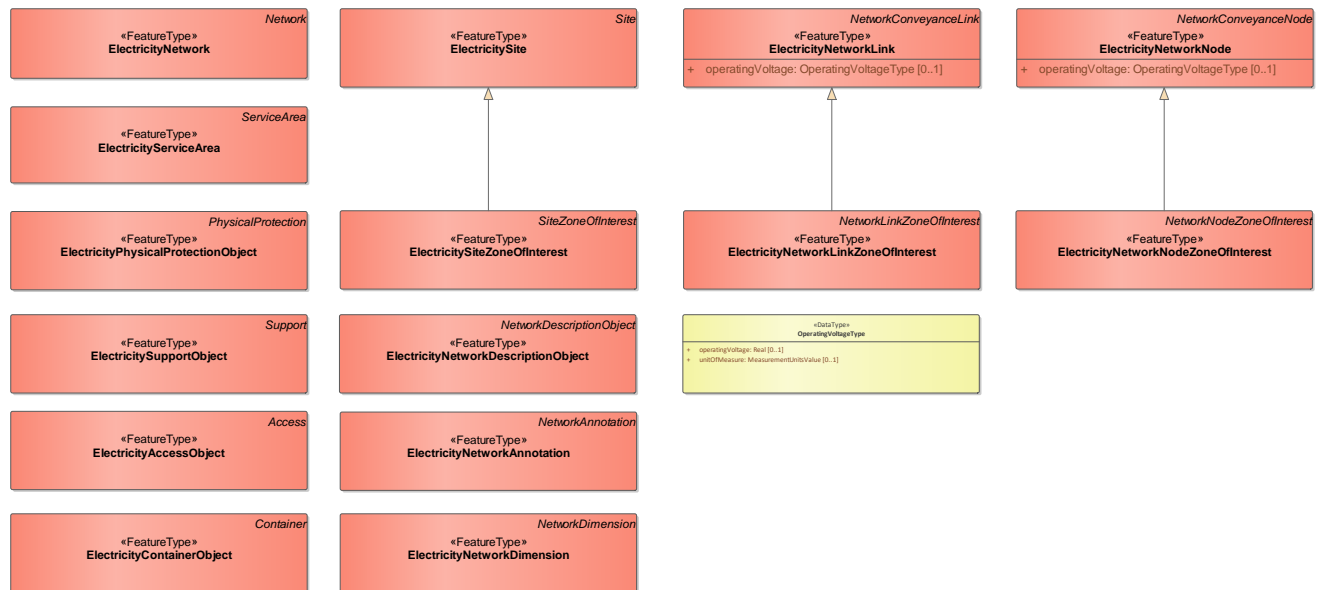 Network
«FeatureType»
ElectricityNetwork
Site
«FeatureType»
ElectricitySite
NetworkConveyanceLink
«FeatureType»
ElectricityNetworkLink
+ operatingVoltage: OperatingVoltageType [0..1]
NetworkConveyanceNode
«FeatureType»
ElectricityNetworkNode
+ operatingVoltage: OperatingVoltageType [0..1]
ServiceArea
«FeatureType»
ElectricityServiceArea
PhysicalProtection
«FeatureType»
ElectricityPhysicalProtectionObject
SiteZoneOfInterest
«FeatureType»
ElectricitySiteZoneOfInterest
NetworkLinkZoneOfInterest
«FeatureType»
ElectricityNetworkLinkZoneOfInterest
NetworkNodeZoneOfInterest
«FeatureType»
ElectricityNetworkNodeZoneOfInterest
Support
«FeatureType»
ElectricitySupportObject
NetworkDescriptionObject
«FeatureType»
ElectricityNetworkDescriptionObject
«DataType»
OperatingVoltageType
+ operatingVoltage: Real [0..1]
+ unitOfMeasure: MeasurementUnitsValue [0..1]
Access
«FeatureType»
ElectricityAccessObject
NetworkAnnotation
«FeatureType»
ElectricityNetworkAnnotation
Container
«FeatureType»
ElectricityContainerObject
NetworkDimension
«FeatureType»
ElectricityNetworkDimension